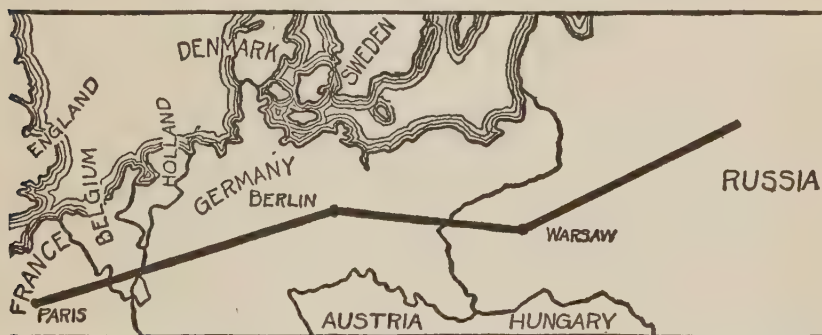 DENMARK
SWEDEN
ENGLAND
HOLLAND
BELGIUM
GERMANY
BERLIN
RUSSIA
WARSAW
FRANCE
PARIS
AUSTRIA
HUNGARY